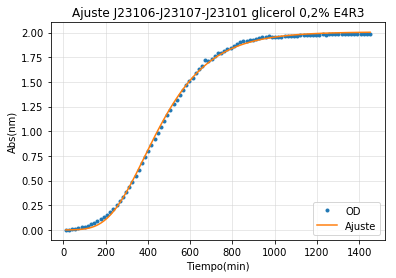 Ajuste J23106-J23107-J23101 glicerol 0,2% E4R3
2.00
1.75
1.50
1.25
1.00
0.75
0.50
0.25
0.00
Abs(nm)
OD
Ajuste
0 200 400 600 800 1000 1200 1400
Tiempo(min)